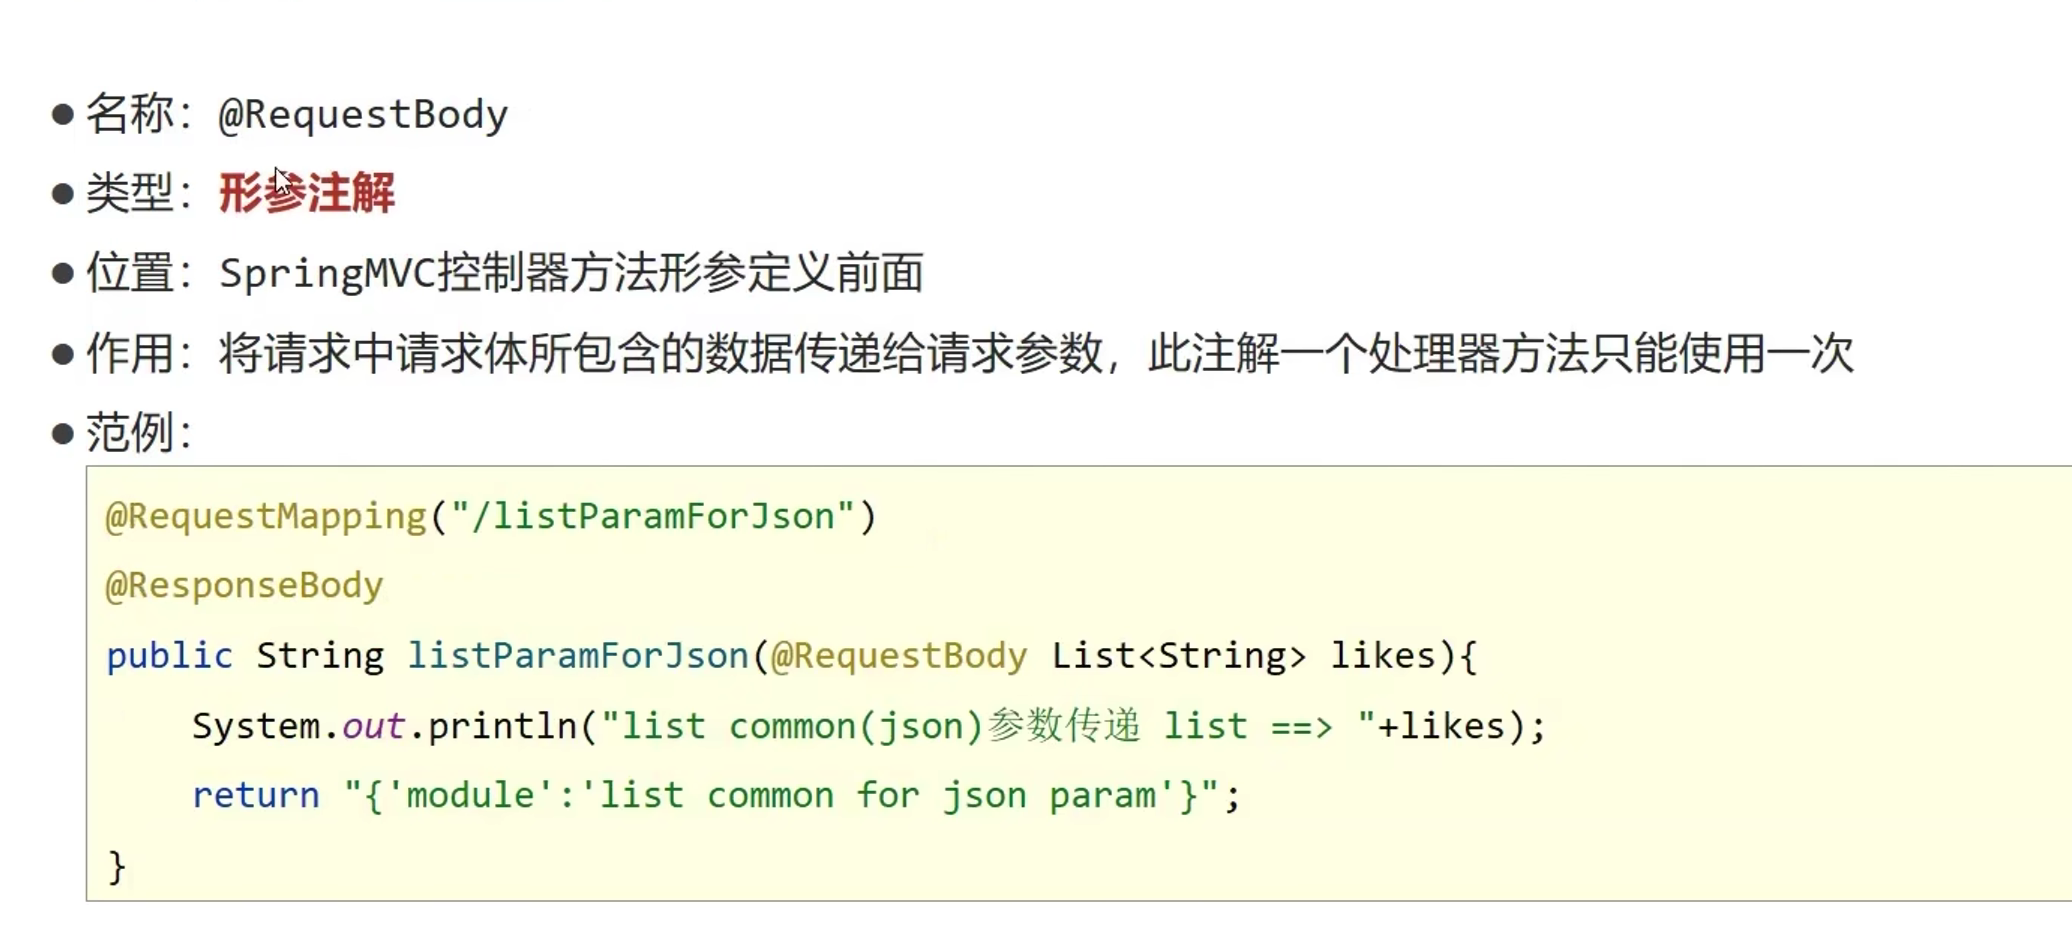 ● 名称：@RequestBody
● 类型：形参注解
● 位置：SpringMVC控制器方法形参定义前面
● 作用：将请求中请求体所包含的数据传递给请求参数，此注解一个处理器方法只能使用一次
● 范例：
@RequestMapping("/listParamForJson")
@ResponseBody
public String listParamForJson(@RequestBody List<String> likes){
    System.out.println("list common(json)参数传递 list ==> "+likes);
    return "{'module':'list common for json param'}";
}